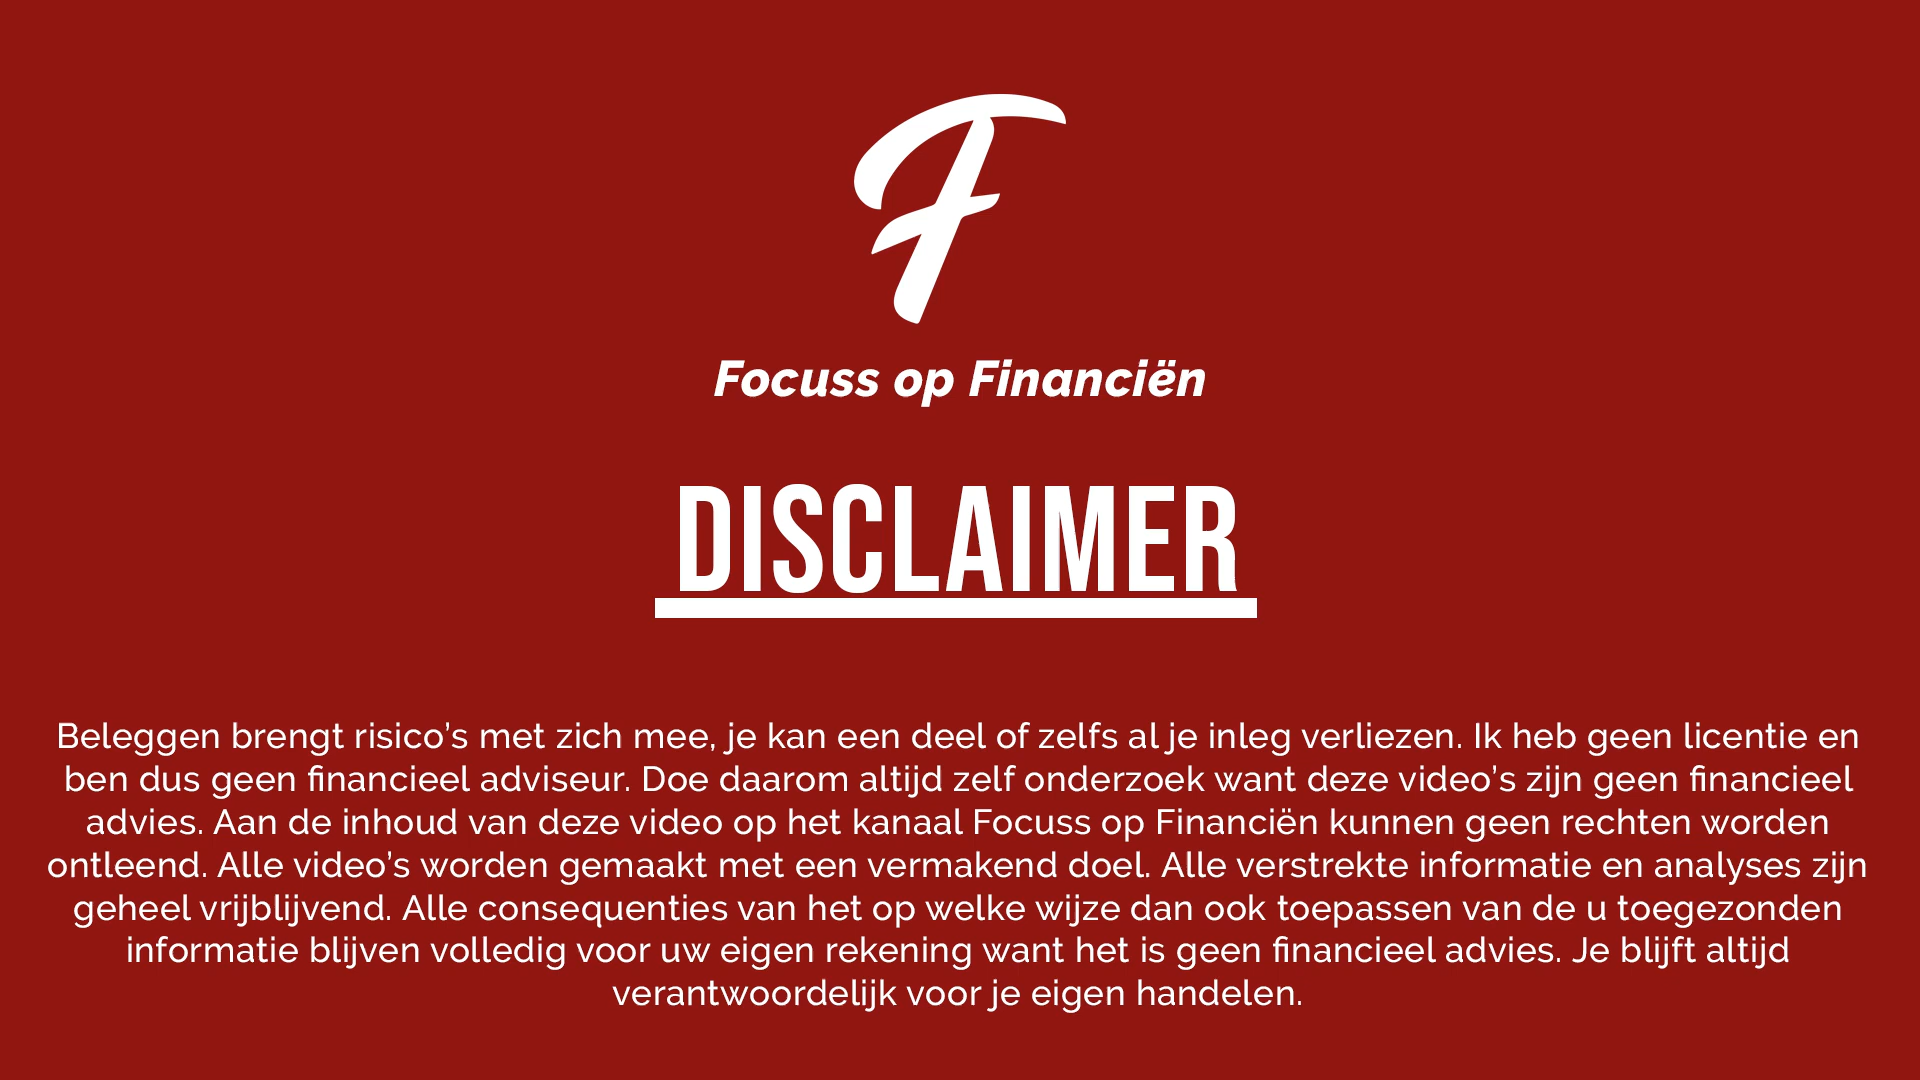 F
Focuss op Financiën
DISCLAIMER
Beleggen brengt risico’s met zich mee, je kan een deel of zelfs al je inleg verliezen. Ik heb geen licentie en
ben dus geen financieel adviseur. Doe daarom altijd zelf onderzoek want deze video’s zijn geen financieel
advies. Aan de inhoud van deze video op het kanaal Focuss op Financiën kunnen geen rechten worden
ontleend. Alle video’s worden gemaakt met een vermakend doel. Alle verstrekte informatie en analyses zijn
geheel vrijblijvend. Alle consequenties van het op welke wijze dan ook toepassen van de u toegezonden
informatie blijven volledig voor uw eigen rekening want het is geen financieel advies. Je blijft altijd
verantwoordelijk voor je eigen handelen.